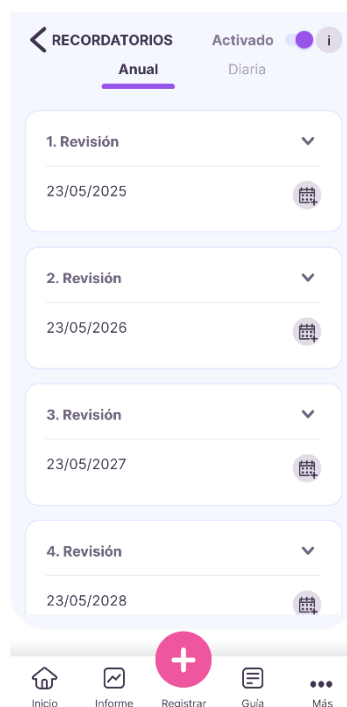 RECORDATORIOS Activado i
Anual Diaria
1. Revisión
23/05/2025
2. Revisión
23/05/2026
3. Revisión
23/05/2027
4. Revisión
23/05/2028
Inicio Informe Registrar Guía Más